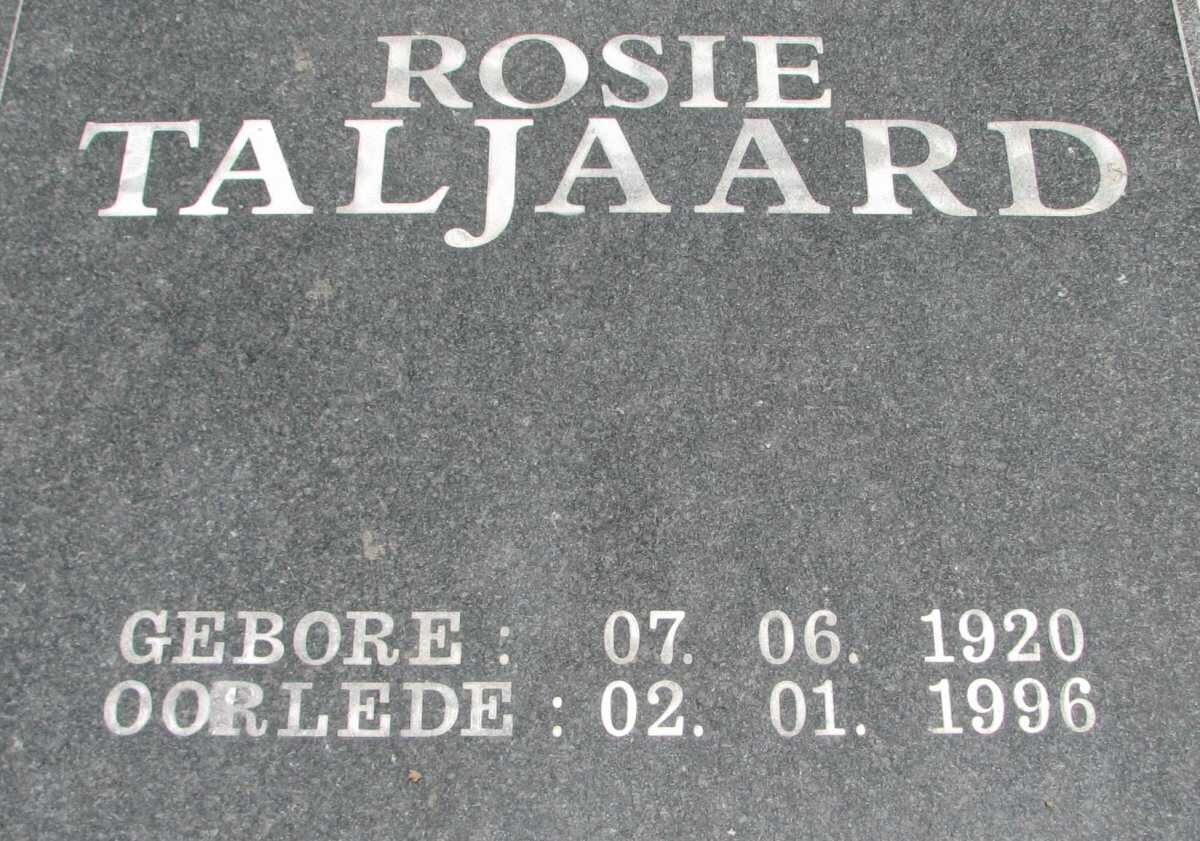 ROSIE
TALJAARD
GEBORE : 07. 06. 1920
OORLEDE : 02. 01. 1996